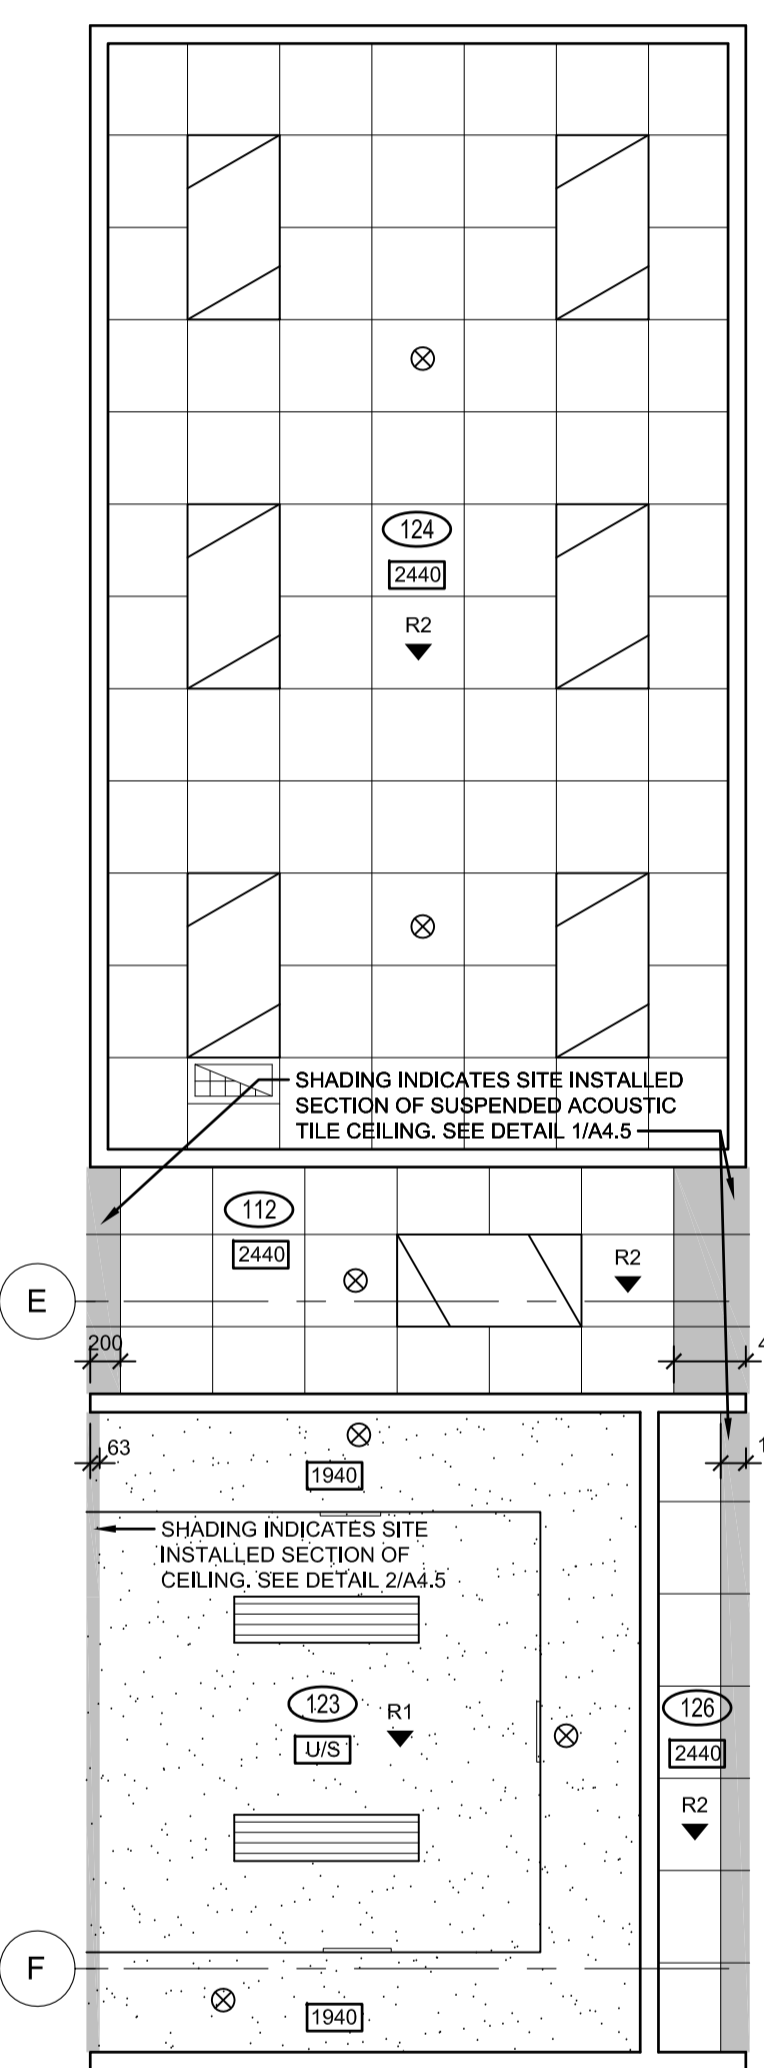 124
2440
R2
SHADING INDICATES SITE INSTALLED
SECTION OF SUSPENDED ACOUSTIC
TILE CEILING. SEE DETAIL 1/A4.5
112
2440
R2
E
200
4
63
1
1940
SHADING INDICATES SITE
INSTALLED SECTION OF
CEILING. SEE DETAIL 2/A4.5
123
R1
U/S
126
2440
R2
F
1940